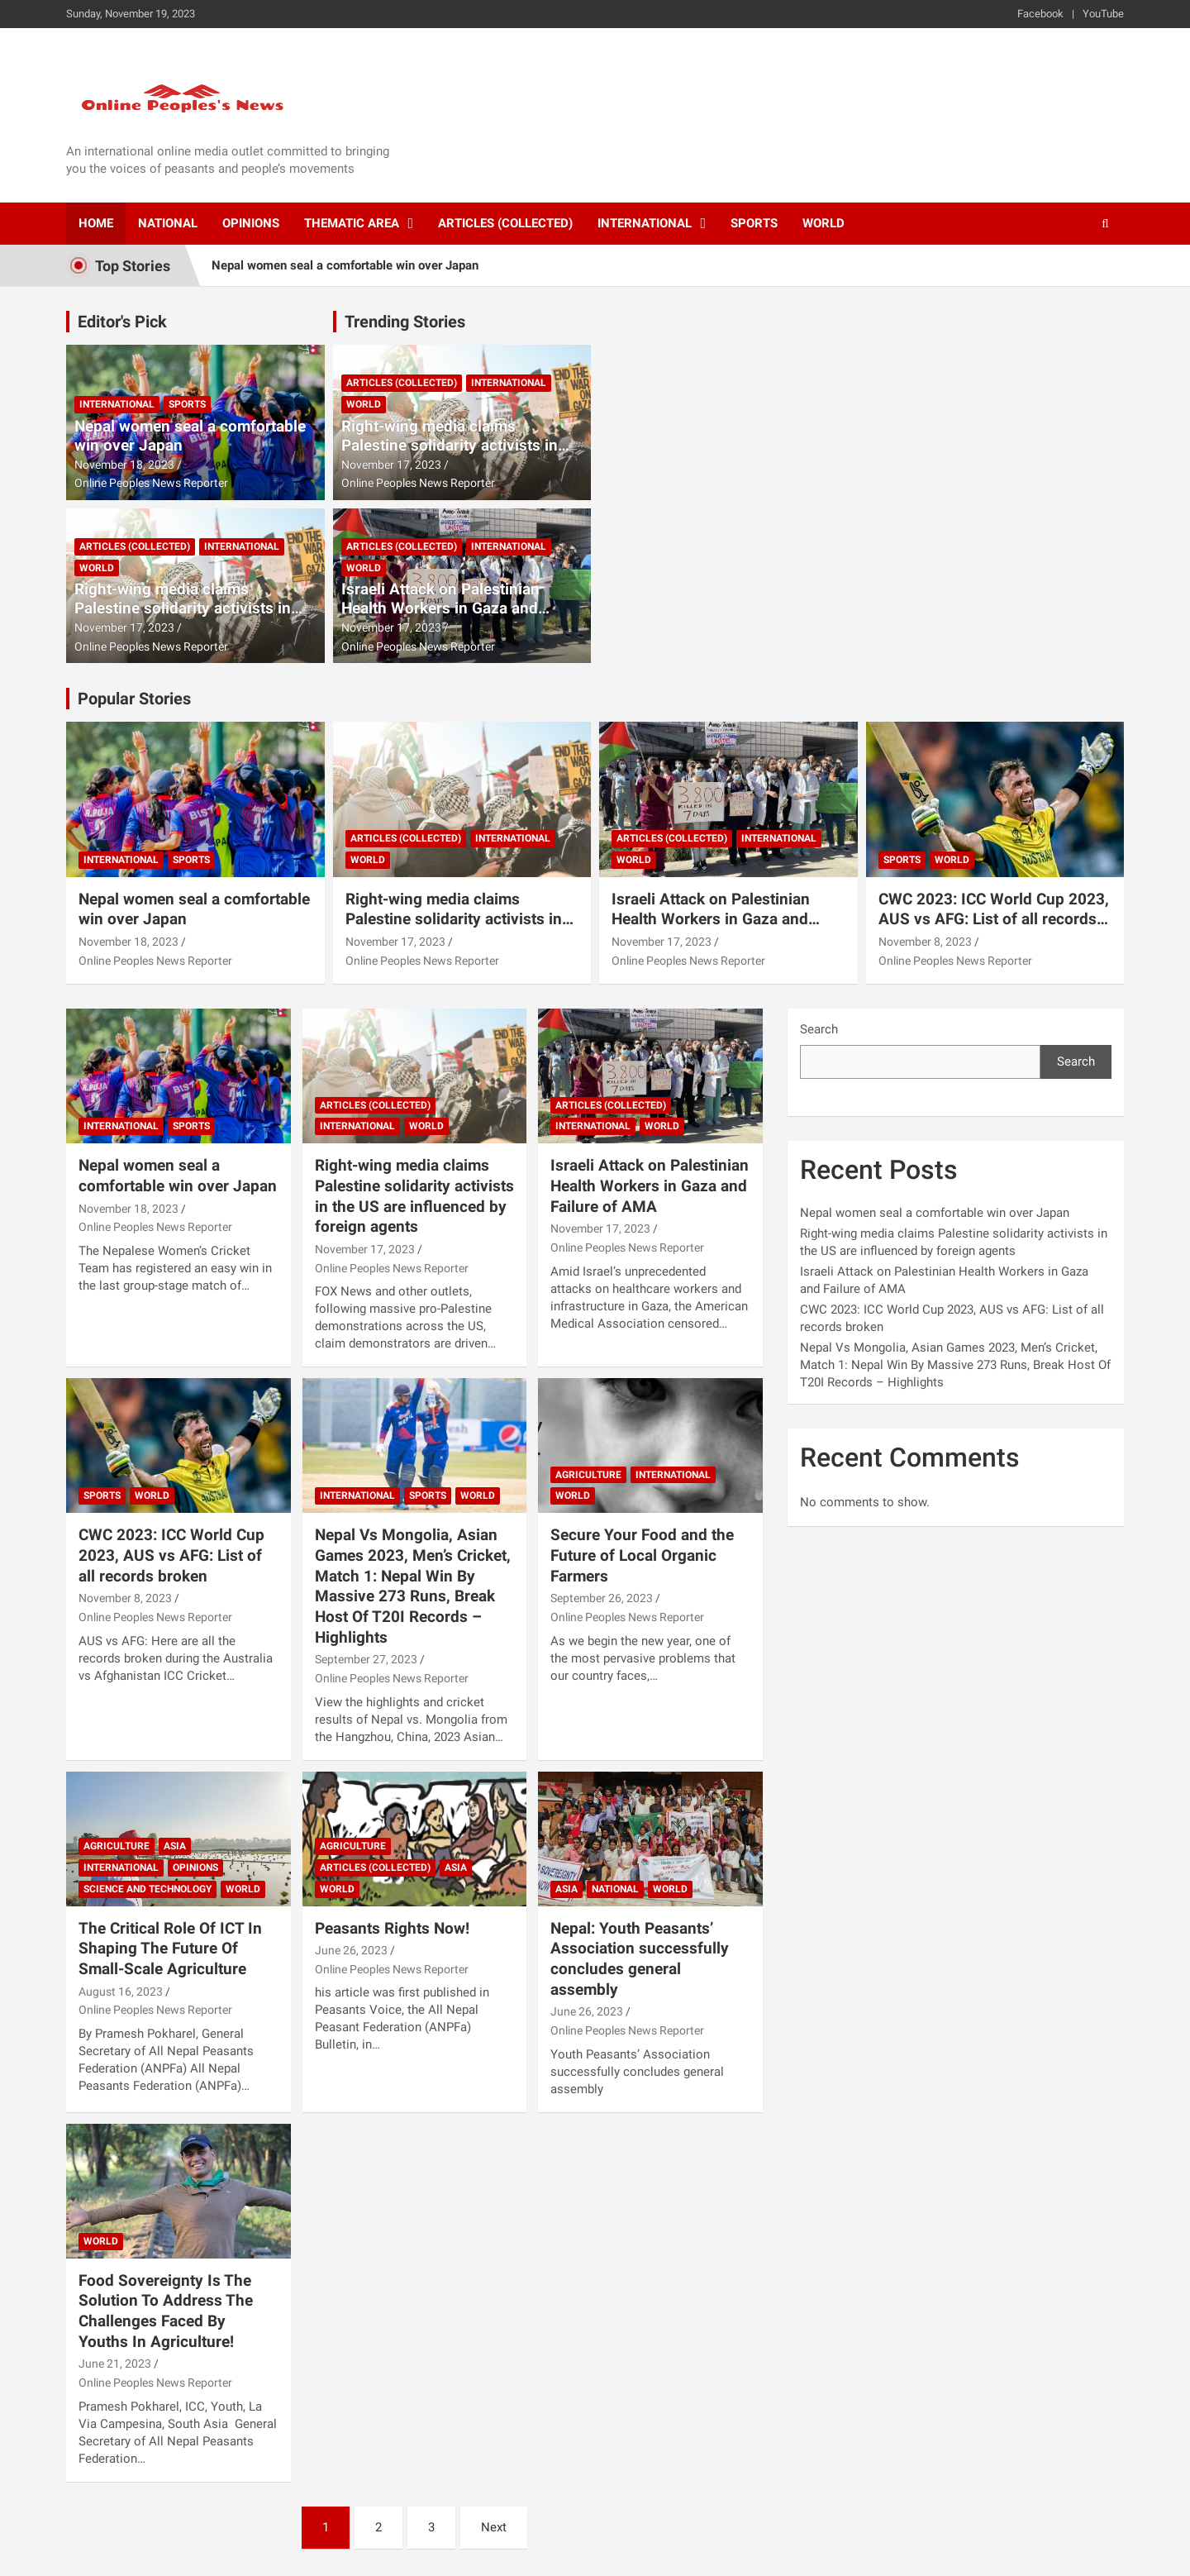 Sunday, November 19, 2023
Facebook | YouTube
Online Peoples's News
An international online media outlet committed to bringing
you the voices of peasants and people's movements
HOME NATIONAL OPINIONS THEMATIC AREA ARTICLES (COLLECTED) INTERNATIONAL SPORTS WORLD
Top Stories
Nepal women seal a comfortable win over Japan
Editor's Pick
INTERNATIONAL SPORTS
Nepal women seal a comfortable
win over Japan
November 18, 2023 /
Online Peoples News Reporter
ARTICLES (COLLECTED) INTERNATIONAL
WORLD
Right-wing media claims
Palestine solidarity activists in…
November 17, 2023 /
Online Peoples News Reporter
Trending Stories
END THE
WAR ON
GAZA
ARTICLES (COLLECTED) INTERNATIONAL
WORLD
Right-wing media claims
Palestine solidarity activists in…
November 17, 2023 /
Online Peoples News Reporter
ARTICLES (COLLECTED) INTERNATIONAL
WORLD
Israeli Attack on Palestinian
Health Workers in Gaza and…
November 17, 2023 /
Online Peoples News Reporter
Popular Stories
INTERNATIONAL SPORTS
Nepal women seal a comfortable
win over Japan
November 18, 2023 /
Online Peoples News Reporter
END THE
WAR ON
GAZA
ARTICLES (COLLECTED) INTERNATIONAL
WORLD
Right-wing media claims
Palestine solidarity activists in…
November 17, 2023 /
Online Peoples News Reporter
3,800
KILLED IN
7 DAYS
ARTICLES (COLLECTED) INTERNATIONAL
WORLD
Israeli Attack on Palestinian
Health Workers in Gaza and…
November 17, 2023 /
Online Peoples News Reporter
SPORTS WORLD
CWC 2023: ICC World Cup 2023,
AUS vs AFG: List of all records…
November 8, 2023 /
Online Peoples News Reporter
INTERNATIONAL SPORTS
Nepal women seal a
comfortable win over Japan
November 18, 2023 /
Online Peoples News Reporter
The Nepalese Women's Cricket
Team has registered an easy win in
the last group-stage match of…
ARTICLES (COLLECTED)
INTERNATIONAL WORLD
Right-wing media claims
Palestine solidarity activists
in the US are influenced by
foreign agents
November 17, 2023 /
Online Peoples News Reporter
FOX News and other outlets,
following massive pro-Palestine
demonstrations across the US,
claim demonstrators are driven…
ARTICLES (COLLECTED)
INTERNATIONAL WORLD
Israeli Attack on Palestinian
Health Workers in Gaza and
Failure of AMA
November 17, 2023 /
Online Peoples News Reporter
Amid Israel's unprecedented
attacks on healthcare workers and
infrastructure in Gaza, the American
Medical Association censored…
SPORTS WORLD
CWC 2023: ICC World Cup
2023, AUS vs AFG: List of
all records broken
November 8, 2023 /
Online Peoples News Reporter
AUS vs AFG: Here are all the
records broken during the Australia
vs Afghanistan ICC Cricket…
pepsi
INTERNATIONAL SPORTS WORLD
Nepal Vs Mongolia, Asian
Games 2023, Men's Cricket,
Match 1: Nepal Win By
Massive 273 Runs, Break
Host Of T20I Records –
Highlights
September 27, 2023 /
Online Peoples News Reporter
View the highlights and cricket
results of Nepal vs. Mongolia from
the Hangzhou, China, 2023 Asian…
AGRICULTURE INTERNATIONAL
WORLD
Secure Your Food and the
Future of Local Organic
Farmers
September 26, 2023 /
Online Peoples News Reporter
As we begin the new year, one of
the most pervasive problems that
our country faces,…
AGRICULTURE ASIA
INTERNATIONAL OPINIONS
SCIENCE AND TECHNOLOGY WORLD
The Critical Role Of ICT In
Shaping The Future Of
Small-Scale Agriculture
August 16, 2023 /
Online Peoples News Reporter
By Pramesh Pokharel, General
Secretary of All Nepal Peasants
Federation (ANPFa) All Nepal
Peasants Federation (ANPFa)…
AGRICULTURE
ARTICLES (COLLECTED) ASIA
WORLD
Peasants Rights Now!
June 26, 2023 /
Online Peoples News Reporter
his article was first published in
Peasants Voice, the All Nepal
Peasant Federation (ANPFa)
Bulletin, in…
ASIA NATIONAL WORLD
Nepal: Youth Peasants'
Association successfully
concludes general
assembly
June 26, 2023 /
Online Peoples News Reporter
Youth Peasants' Association
successfully concludes general
assembly
WORLD
Food Sovereignty Is The
Solution To Address The
Challenges Faced By
Youths In Agriculture!
June 21, 2023 /
Online Peoples News Reporter
Pramesh Pokharel, ICC, Youth, La
Via Campesina, South Asia  General
Secretary of All Nepal Peasants
Federation…
1 2 3 Next
Search
Search
Recent Posts
Nepal women seal a comfortable win over Japan
Right-wing media claims Palestine solidarity activists in
the US are influenced by foreign agents
Israeli Attack on Palestinian Health Workers in Gaza
and Failure of AMA
CWC 2023: ICC World Cup 2023, AUS vs AFG: List of all
records broken
Nepal Vs Mongolia, Asian Games 2023, Men's Cricket,
Match 1: Nepal Win By Massive 273 Runs, Break Host Of
T20I Records – Highlights
Recent Comments
No comments to show.